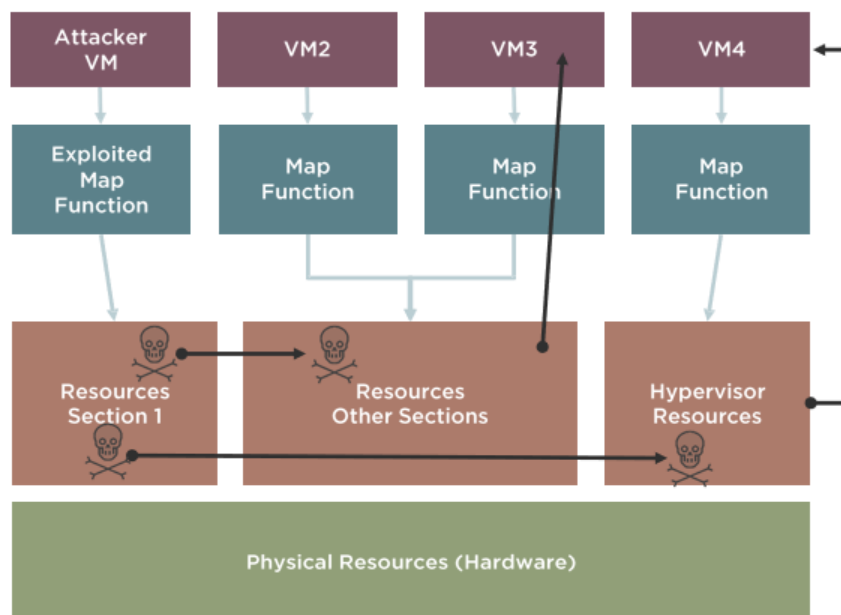 Attacker
VM
VM2
VM3
VM4
Exploited
Map
Function
Map
Function
Map
Function
Map
Function
Resources
Section 1
Resources
Other Sections
Hypervisor
Resources
Physical Resources (Hardware)